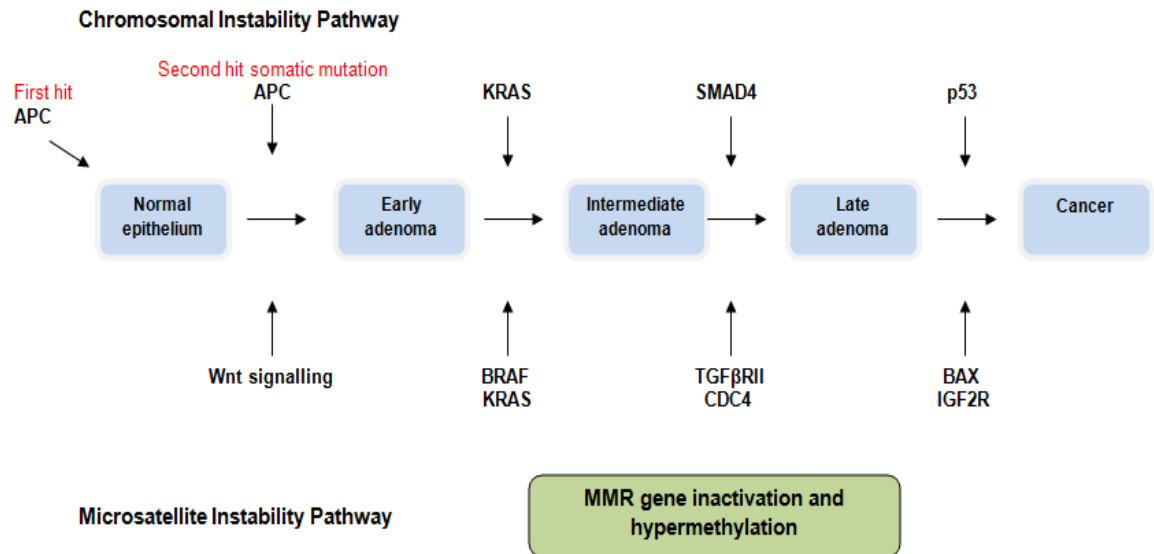 Chromosomal Instability Pathway
Second hit somatic mutation
First hit
APC
APC
KRAS
SMAD4
p53
Normal
epithelium
Early
adenoma
Intermediate
adenoma
Late
adenoma
Cancer
Wnt signalling
BRAF
KRAS
TGFβRII
CDC4
BAX
IGF2R
Microsatellite Instability Pathway
MMR gene inactivation and
hypermethylation